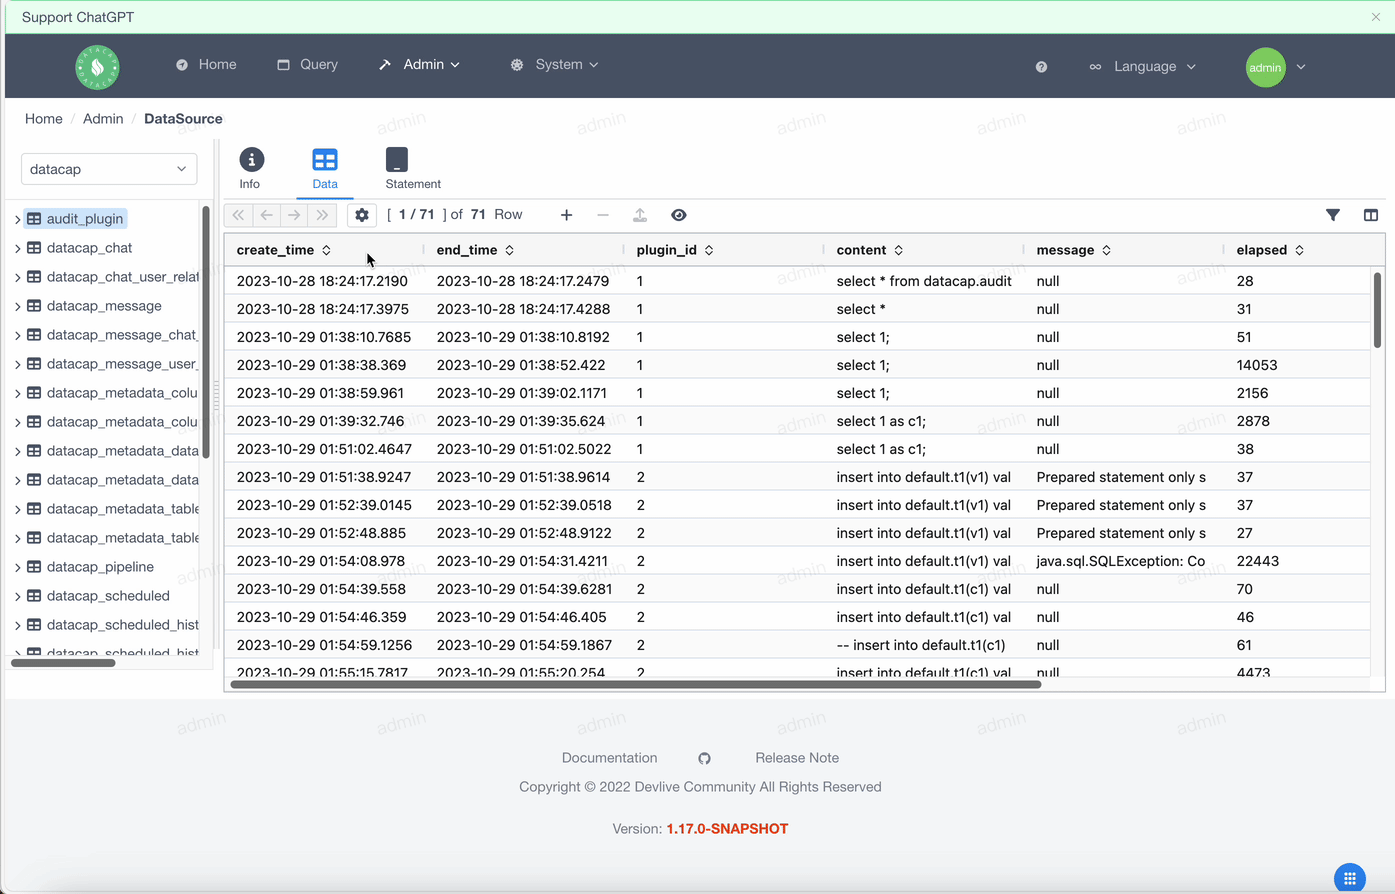 Support ChatGPT
DATACAP DATACAP
Home Query Admin System Language admin
Home / Admin / DataSource
datacap
Info Data Statement
[ 1 / 71 ] of 71 Row
audit_plugin
datacap_chat
datacap_chat_user_relat
datacap_message
datacap_message_chat_
datacap_message_user_
datacap_metadata_colu
datacap_metadata_colu
datacap_metadata_data
datacap_metadata_data
datacap_metadata_table
datacap_metadata_table
datacap_pipeline
datacap_scheduled
datacap_scheduled_hist
datacap_scheduled_hist
create_time end_time plugin_id content message elapsed
2023-10-28 18:24:17.2190 2023-10-28 18:24:17.2479 1 select * from datacap.audit null 28
2023-10-28 18:24:17.3975 2023-10-28 18:24:17.4288 1 select * null 31
2023-10-29 01:38:10.7685 2023-10-29 01:38:10.8192 1 select 1; null 51
2023-10-29 01:38:38.369 2023-10-29 01:38:52.422 1 select 1; null 14053
2023-10-29 01:38:59.961 2023-10-29 01:39:02.1171 1 select 1; null 2156
2023-10-29 01:39:32.746 2023-10-29 01:39:35.624 1 select 1 as c1; null 2878
2023-10-29 01:51:02.4647 2023-10-29 01:51:02.5022 1 select 1 as c1; null 38
2023-10-29 01:51:38.9247 2023-10-29 01:51:38.9614 2 insert into default.t1(v1) val Prepared statement only s 37
2023-10-29 01:52:39.0145 2023-10-29 01:52:39.0518 2 insert into default.t1(v1) val Prepared statement only s 37
2023-10-29 01:52:48.885 2023-10-29 01:52:48.9122 2 insert into default.t1(v1) val Prepared statement only s 27
2023-10-29 01:54:08.978 2023-10-29 01:54:31.4211 2 insert into default.t1(v1) val java.sql.SQLException: Co 22443
2023-10-29 01:54:39.558 2023-10-29 01:54:39.6281 2 insert into default.t1(c1) val null 70
2023-10-29 01:54:46.359 2023-10-29 01:54:46.405 2 insert into default.t1(c1) val null 46
2023-10-29 01:54:59.1256 2023-10-29 01:54:59.1867 2 -- insert into default.t1(c1) null 61
2023-10-29 01:55:15.7817 2023-10-29 01:55:20.254 2 insert into default.t1(c1) val null 4473
admin admin admin admin admin admin
Documentation Release Note
Copyright © 2022 Devlive Community All Rights Reserved
Version: 1.17.0-SNAPSHOT